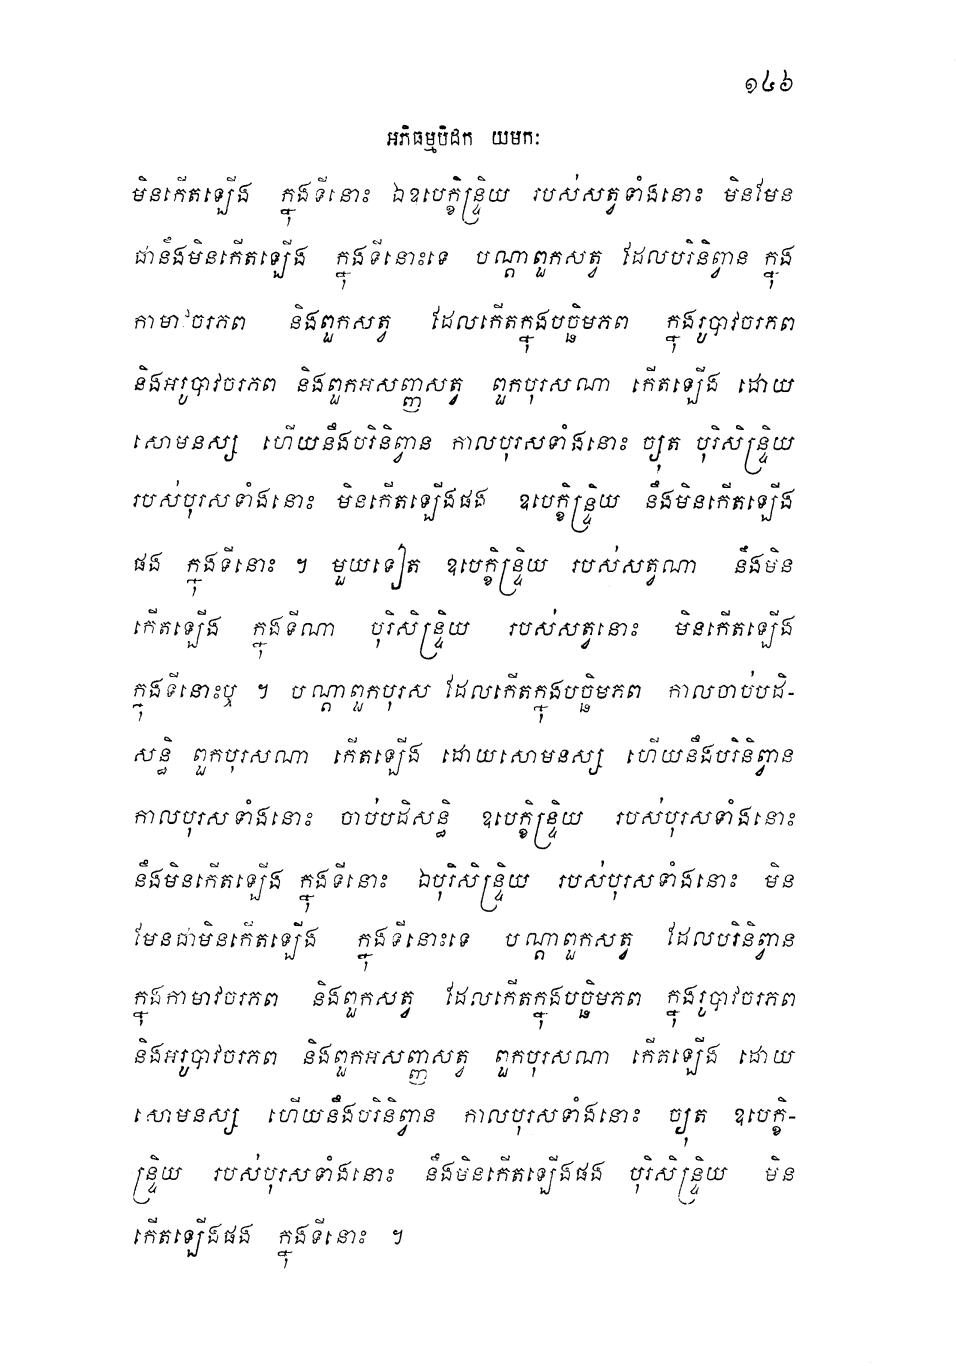 ១៤៦
អភិធម្មបិដក យមកៈ
មិនកើតឡើង ក្នុងទីនោះ ឯឧបេក្ខិន្ទ្រិយ របស់សត្វទាំងនោះ មិនមែន
ជានឹងមិនកើតឡើង ក្នុងទីនោះទេ បណ្តាពួកសត្វ ដែលបរិនិព្វាន ក្នុង
កាមាវចរភព និងពួកសត្វ ដែលកើតក្នុងបច្ឆិមភព ក្នុងរូបាវចរភព
និងអរូបាវចរភព និងពួកអសញ្ញសត្វ ពួកបុរសណា កើតឡើង ដោយ
សោមនស្ស ហើយនឹងបរិនិព្វាន កាលបុរសទាំងនោះ ច្យុត បុរិសិន្ទ្រិយ
របស់បុរសទាំងនោះ មិនកើតឡើងផង ឧបេក្ខិន្ទ្រិយ នឹងមិនកើតឡើង
ផង ក្នុងទីនោះ ។ មួយទៀត ឧបេក្ខិន្ទ្រិយ របស់សត្វណា នឹងមិន
កើតឡើង ក្នុងទីណា បុរិសិន្ទ្រិយ របស់សត្វនោះ មិនកើតឡើង
ក្នុងទីនោះឬ ។ បណ្តាពួកបុរស ដែលកើតក្នុងបច្ឆិមភព កាលចាប់បដិ-
សន្ធិ ពួកបុរសណា កើតឡើង ដោយសោមនស្ស ហើយនឹងបរិនិព្វាន
កាលបុរសទាំងនោះ ចាប់បដិសន្ធិ ឧបេក្ខិន្ទ្រិយ របស់បុរសទាំងនោះ
នឹងមិនកើតឡើង ក្នុងទីនោះ ឯបុរិសិន្ទ្រិយ របស់បុរសទាំងនោះ មិន
មែនជាមិនកើតឡើង ក្នុងទីនោះទេ បណ្តាពួកសត្វ ដែលបរិនិព្វាន
ក្នុងកាមាវចរភព និងពួកសត្វ ដែលកើតក្នុងបច្ឆិមភព ក្នុងរូបាវចរភព
និងអរូបាវចរភព និងពួកអសញ្ញសត្វ ពួកបុរសណា កើតឡើង ដោយ
សោមនស្ស ហើយនឹងបរិនិព្វាន កាលបុរសទាំងនោះ ច្យុត ឧបេក្ខិ-
ន្ទ្រិយ របស់បុរសទាំងនោះ នឹងមិនកើតឡើងផង បុរិសិន្ទ្រិយ មិន
កើតឡើងផង ក្នុងទីនោះ ។